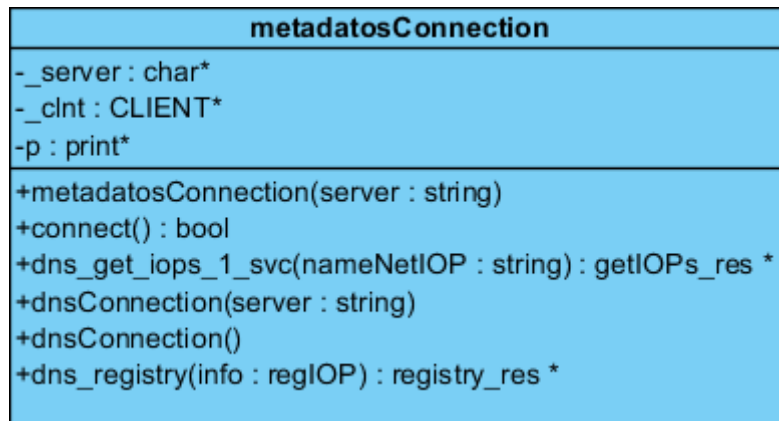 metadatosConnection
-_server : char*
-_clnt : CLIENT*
-p : print*
+metadatosConnection(server : string)
+connect() : bool
+dns_get_iops_1_svc(nameNetIOP : string) : getIOPs_res *
+dnsConnection(server : string)
+dnsConnection()
+dns_registry(info : regIOP) : registry_res *